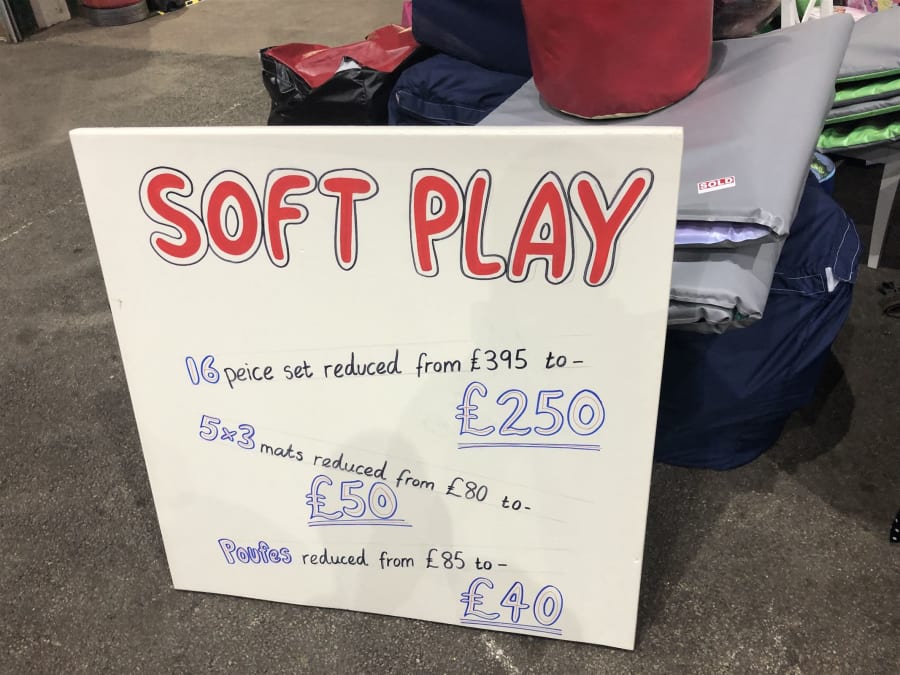 SOFT PLAY
SOLD
16 peice set reduced from £395 to -
£250
5x3 mats reduced from £80 to-
£50
Poufes reduced from £85 to -
£40